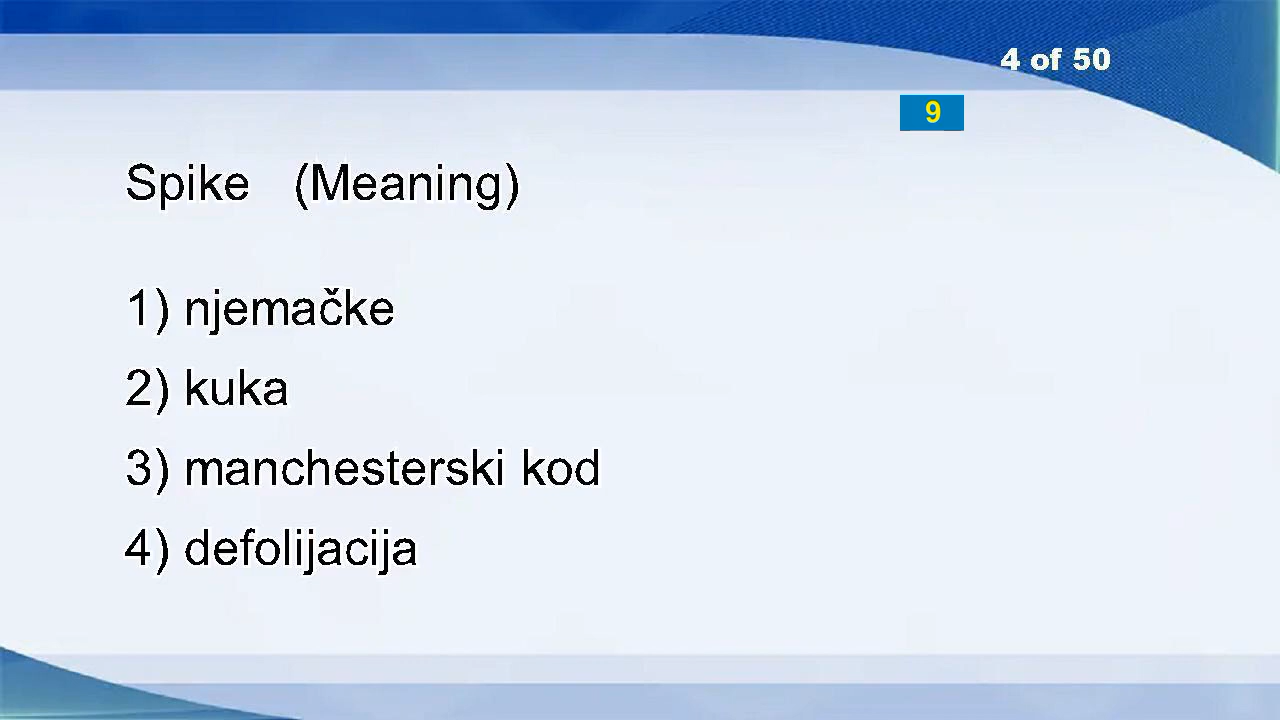 4 of 50
9
Spike (Meaning)
1) njemačke
2) kuka
3) manchesterski kod
4) defolijacija